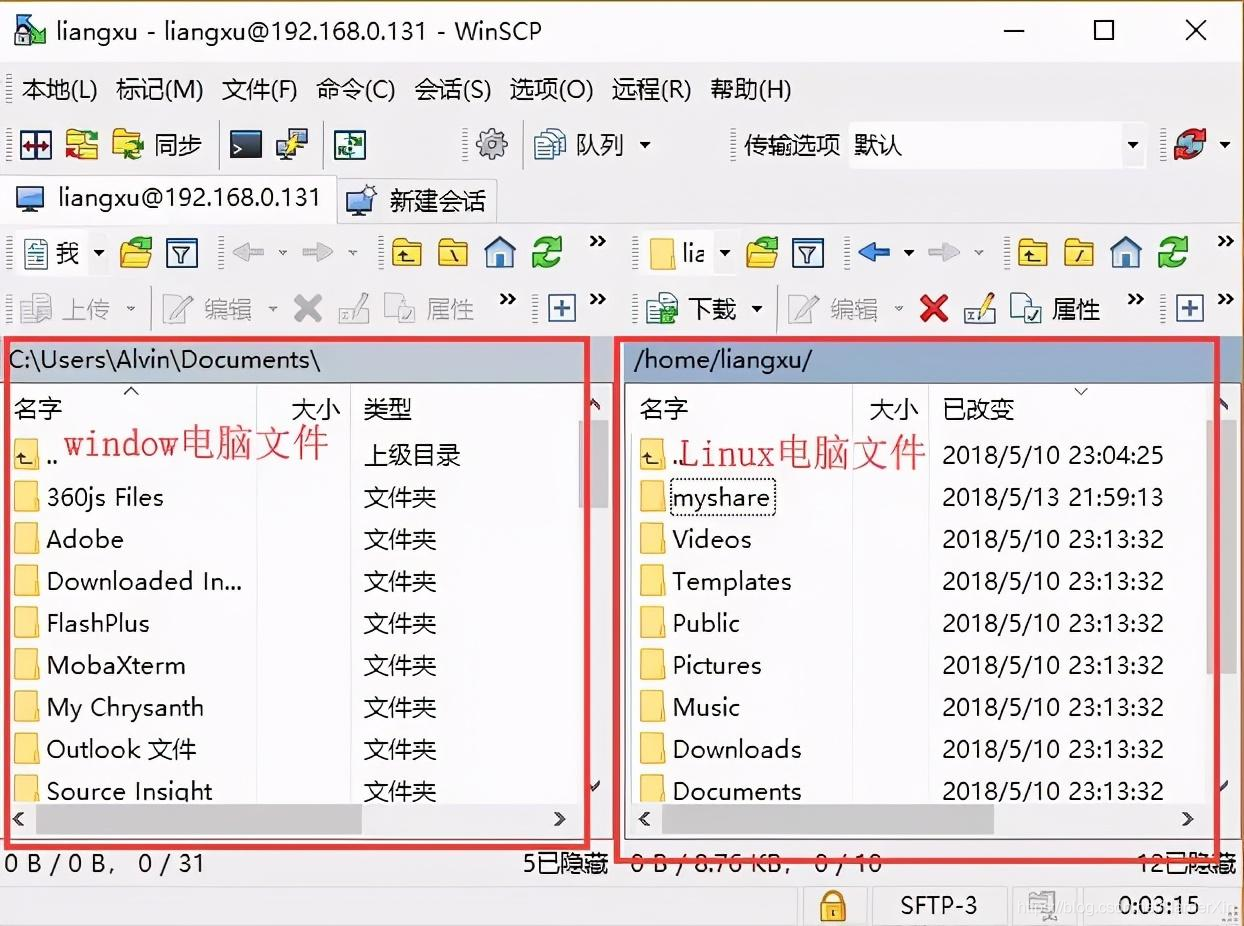 liangxu - liangxu@192.168.0.131 - WinSCP
本地(L) 标记(M) 文件(F) 命令(C) 会话(S) 选项(O) 远程(R) 帮助(H)
同步 队列 传输选项 默认
liangxu@192.168.0.131 新建会话
我 » lia »
上传 编辑 属性 » » 下载 编辑 属性 » »
C:\Users\Alvin\Documents\ /home/liangxu/
名字 大小 类型 名字 大小 已改变
.. window电脑文件 上级目录 .. Linux电脑文件 2018/5/10 23:04:25
360js Files 文件夹 myshare 2018/5/13 21:59:13
Adobe 文件夹 Videos 2018/5/10 23:13:32
Downloaded In... 文件夹 Templates 2018/5/10 23:13:32
FlashPlus 文件夹 Public 2018/5/10 23:13:32
MobaXterm 文件夹 Pictures 2018/5/10 23:13:32
My Chrysanth 文件夹 Music 2018/5/10 23:13:32
Outlook 文件 文件夹 Downloads 2018/5/10 23:13:32
Source Insight 文件夹 Documents 2018/5/10 23:13:32
0 B / 0 B, 0 / 31 5已隐藏 0 B / 8.76 KB, 0 / 10 12已隐藏
SFTP-3 0:03:15